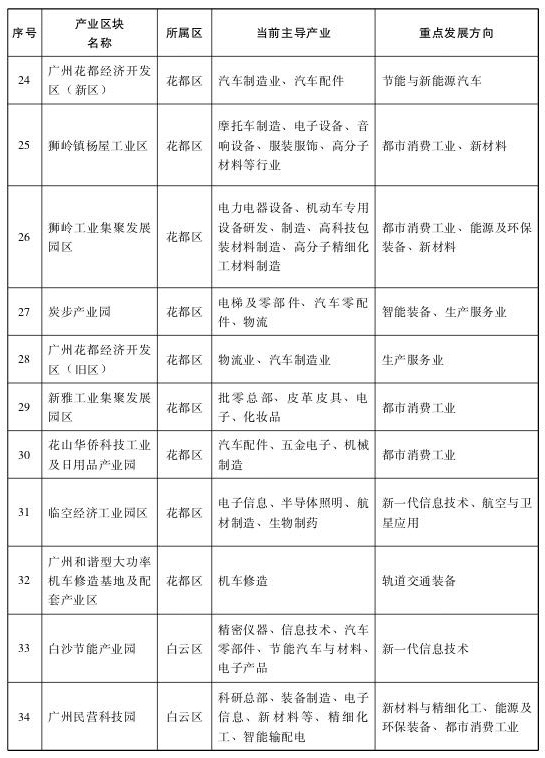 序号
产业区块
名称
所属区
当前主导产业
重点发展方向
24
广州花都经济开发
区（新区）
花都区
汽车制造业、汽车配件
节能与新能源汽车
25
狮岭镇杨屋工业区
花都区
摩托车制造、电子设备、音
响设备、服装服饰、高分子
材料等行业
都市消费工业、新材料
26
狮岭工业集聚发展
园区
花都区
电力电器设备、机动车专用
设备研发、制造、高科技包
装材料制造、高分子精细化
工材料制造
都市消费工业、能源及环保
装备、新材料
27
炭步产业园
花都区
电梯及零部件、汽车零配
件、物流
智能装备、生产服务业
28
广州花都经济开发
区（旧区）
花都区
物流业、汽车制造业
生产服务业
29
新雅工业集聚发展
园区
花都区
批零总部、皮革皮具、电
子、化妆品
都市消费工业
30
花山华侨科技工业
及日用品产业园
花都区
汽车配件、五金电子、机械
制造
都市消费工业
31
临空经济工业园区
花都区
电子信息、半导体照明、航
材制造、生物制药
新一代信息技术、航空与卫
星应用
32
广州和谐型大功率
机车修造基地及配
套产业区
花都区
机车修造
轨道交通装备
33
白沙节能产业园
白云区
精密仪器、信息技术、汽车
零部件、节能汽车与材料、
电子产品
新一代信息技术
34
广州民营科技园
白云区
科研总部、装备制造、电子
信息、新材料等、精细化
工、智能输配电
新材料与精细化工、能源及
环保装备、都市消费工业